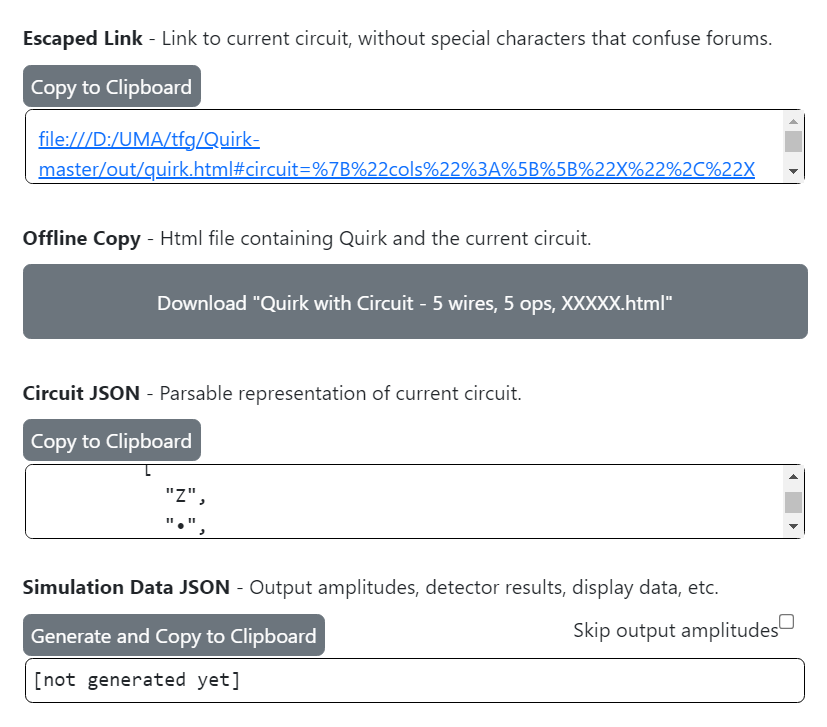 Escaped Link - Link to current circuit, without special characters that confuse forums.
Copy to Clipboard
file:///D:/UMA/tfg/Quirk-
master/out/quirk.html#circuit=%7B%22cols%22%3A%5B%5B%22X%22%2C%22X
Offline Copy - Html file containing Quirk and the current circuit.
Download "Quirk with Circuit - 5 wires, 5 ops, XXXXX.html"
Circuit JSON - Parsable representation of current circuit.
Copy to Clipboard
[
"Z",
"•",
Simulation Data JSON - Output amplitudes, detector results, display data, etc.
Generate and Copy to Clipboard
Skip output amplitudes
[not generated yet]